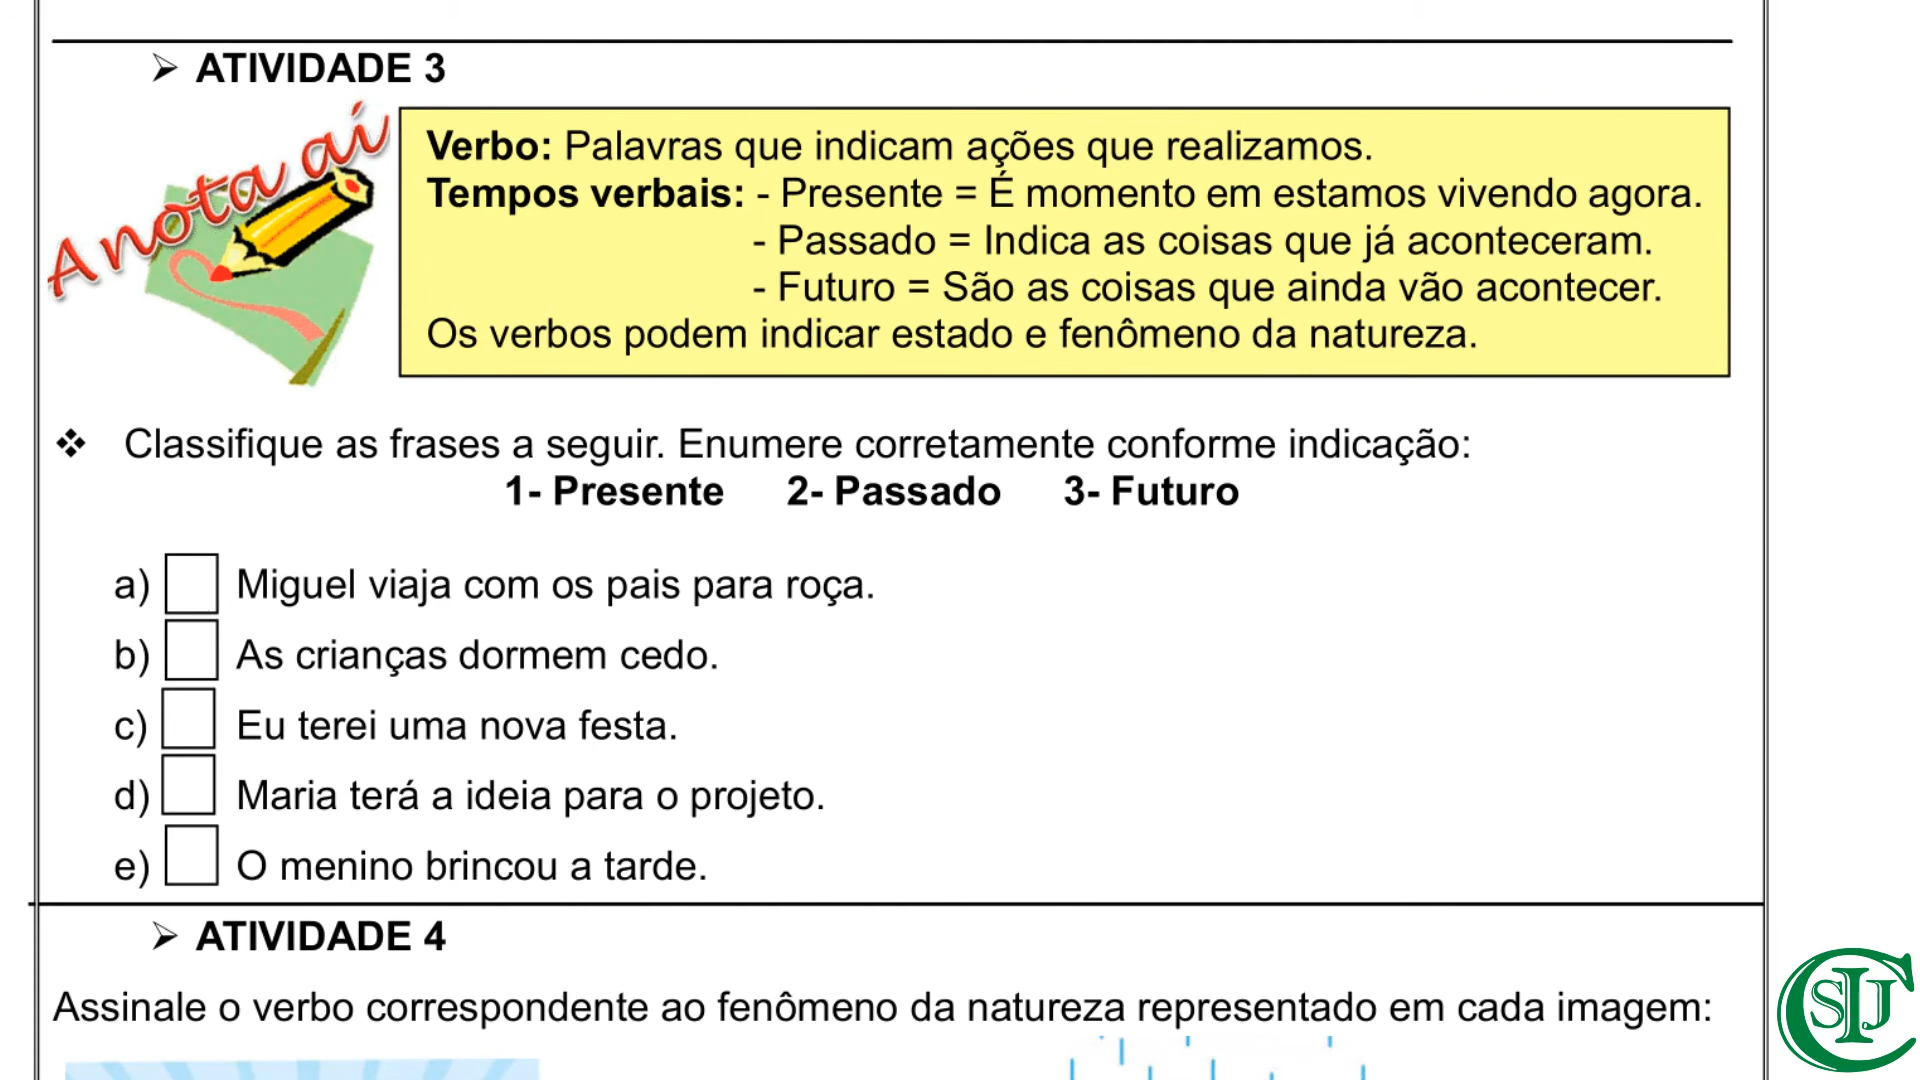 ➢ ATIVIDADE 3
Anota aí
Verbo: Palavras que indicam ações que realizamos.
Tempos verbais: - Presente = É momento em estamos vivendo agora.
- Passado = Indica as coisas que já aconteceram.
- Futuro = São as coisas que ainda vão acontecer.
Os verbos podem indicar estado e fenômeno da natureza.
❖ Classifique as frases a seguir. Enumere corretamente conforme indicação:
1- Presente 2- Passado 3- Futuro
a) Miguel viaja com os pais para roça.
b) As crianças dormem cedo.
c) Eu terei uma nova festa.
d) Maria terá a ideia para o projeto.
e) O menino brincou a tarde.
➢ ATIVIDADE 4
Assinale o verbo correspondente ao fenômeno da natureza representado em cada imagem:
CSIJ